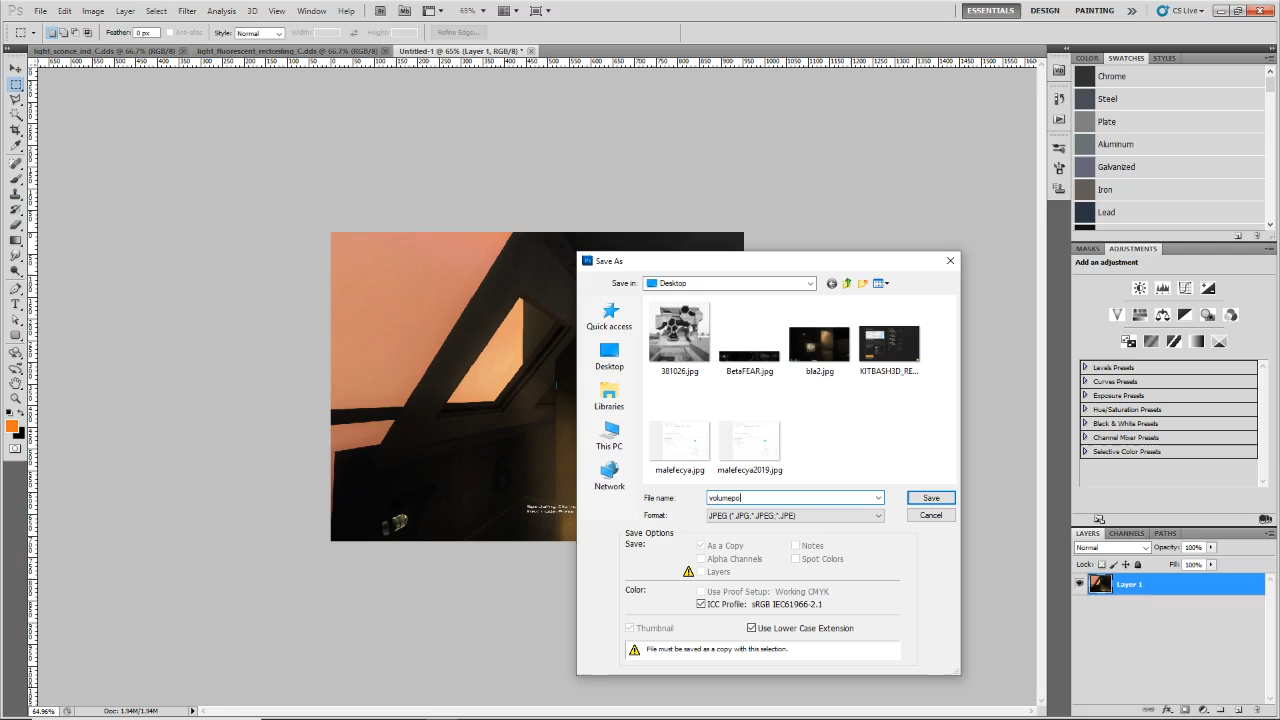 Ps File Edit Image Layer Select Filter Analysis 3D View Window Help Br Mb 65% ESSENTIALS DESIGN PAINTING CS Live
Feather: 0 px Anti-alias Style: Normal Width: Height: Refine Edge...
light_sconce_ind_C.dds @ 66.7% (RGB/8) light_fluorescent_rectceiling_C.dds @ 66.7% (RGB/8) Untitled-1 @ 65% (Layer 1, RGB/8) *
COLOR SWATCHES STYLES
Chrome
Steel
Plate
Aluminum
Galvanized
Iron
Lead
MASKS ADJUSTMENTS
Add an adjustment
Levels Presets
Curves Presets
Exposure Presets
Hue/Saturation Presets
Black & White Presets
Channel Mixer Presets
Selective Color Presets
LAYERS CHANNELS PATHS
Normal Opacity: 100%
Lock: Fill: 100%
Layer 1
Save As
Save in: Desktop
Quick access
Desktop
Libraries
This PC
Network
381026.jpg BetaFEAR.jpg bla2.jpg KITBASH3D_RE...
malefecya.jpg malefecya2019.jpg
File name: volumepo Save
Format: JPEG (*.JPG;*.JPEG;*.JPE) Cancel
Save Options
Save: As a Copy Notes
Alpha Channels Spot Colors
Layers
Color: Use Proof Setup: Working CMYK
ICC Profile: sRGB IEC61966-2.1
Thumbnail Use Lower Case Extension
File must be saved as a copy with this selection.
64.96% Doc: 1.94M/1.94M